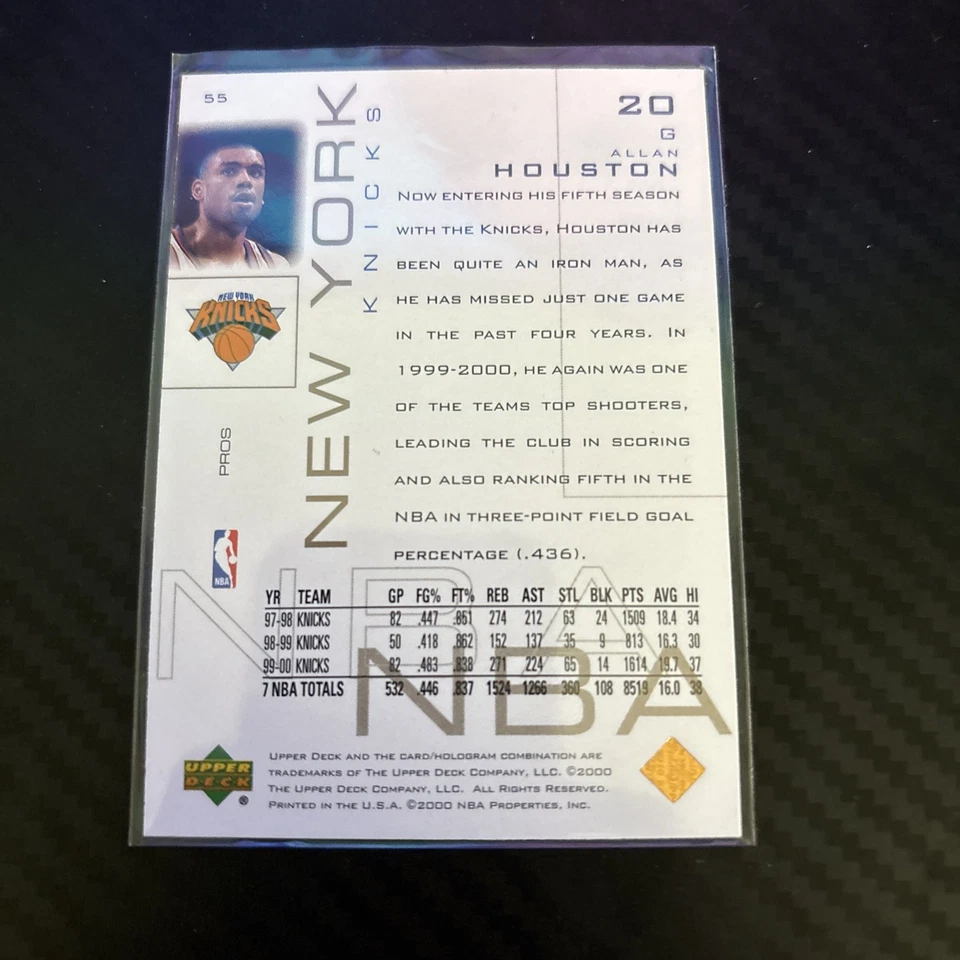 55
NEW YORK
KNICKS
20
G
ALLAN
HOUSTON
NOW ENTERING HIS FIFTH SEASON
WITH THE KNICKS, HOUSTON HAS
BEEN QUITE AN IRON MAN, AS
HE HAS MISSED JUST ONE GAME
IN THE PAST FOUR YEARS. IN
1999-2000, HE AGAIN WAS ONE
OF THE TEAMS TOP SHOOTERS,
LEADING THE CLUB IN SCORING
AND ALSO RANKING FIFTH IN THE
NBA IN THREE-POINT FIELD GOAL
PERCENTAGE (.436).
NEW YORK
KNICKS
PROS
NBA
NBA
NBA
YR TEAM GP FG% FT% REB AST STL BLK PTS AVG HI
97-98 KNICKS 82 .447 .851 274 212 63 24 1509 18.4 34
98-99 KNICKS 50 .418 .862 152 137 35 9 813 16.3 30
99-00 KNICKS 82 .483 .838 271 224 65 14 1614 19.7 37
7 NBA TOTALS 532 .446 .837 1524 1266 360 108 8519 16.0 38
UPPER
DECK
®
UPPER DECK AND THE CARD/HOLOGRAM COMBINATION ARE
TRADEMARKS OF THE UPPER DECK COMPANY, LLC. ©2000
THE UPPER DECK COMPANY, LLC. ALL RIGHTS RESERVED.
PRINTED IN THE U.S.A. ©2000 NBA PROPERTIES, INC.